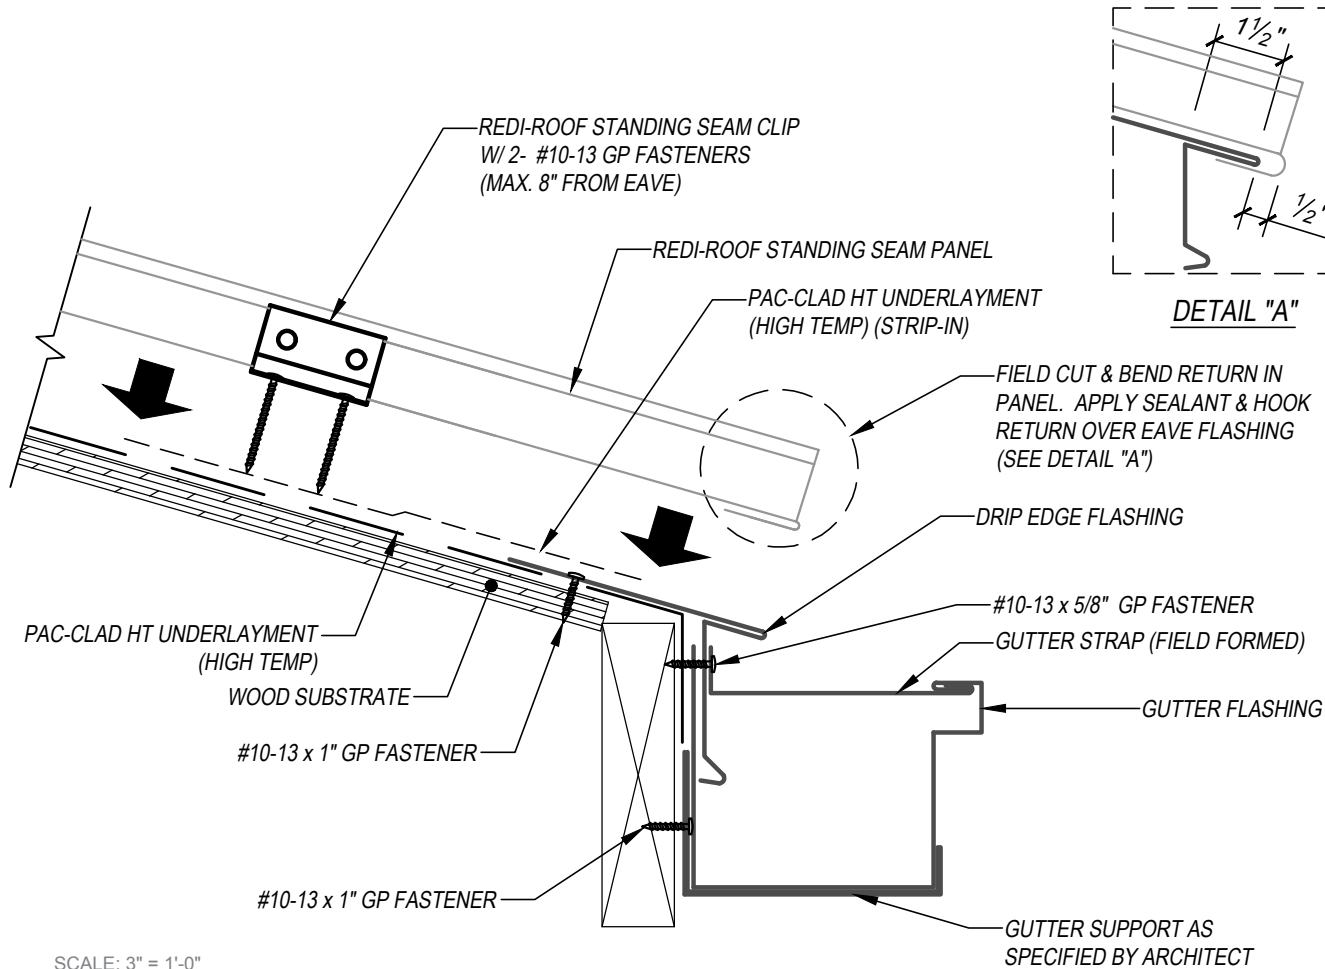 1½"
½"
DETAIL "A"
REDI-ROOF STANDING SEAM CLIP
W/ 2- #10-13 GP FASTENERS
(MAX. 8" FROM EAVE)
REDI-ROOF STANDING SEAM PANEL
PAC-CLAD HT UNDERLAYMENT
(HIGH TEMP) (STRIP-IN)
FIELD CUT & BEND RETURN IN
PANEL. APPLY SEALANT & HOOK
RETURN OVER EAVE FLASHING
(SEE DETAIL "A")
DRIP EDGE FLASHING
#10-13 x 5/8" GP FASTENER
GUTTER STRAP (FIELD FORMED)
GUTTER FLASHING
PAC-CLAD HT UNDERLAYMENT
(HIGH TEMP)
WOOD SUBSTRATE
#10-13 x 1" GP FASTENER
#10-13 x 1" GP FASTENER
GUTTER SUPPORT AS
SPECIFIED BY ARCHITECT
SCALE: 3" = 1'-0"